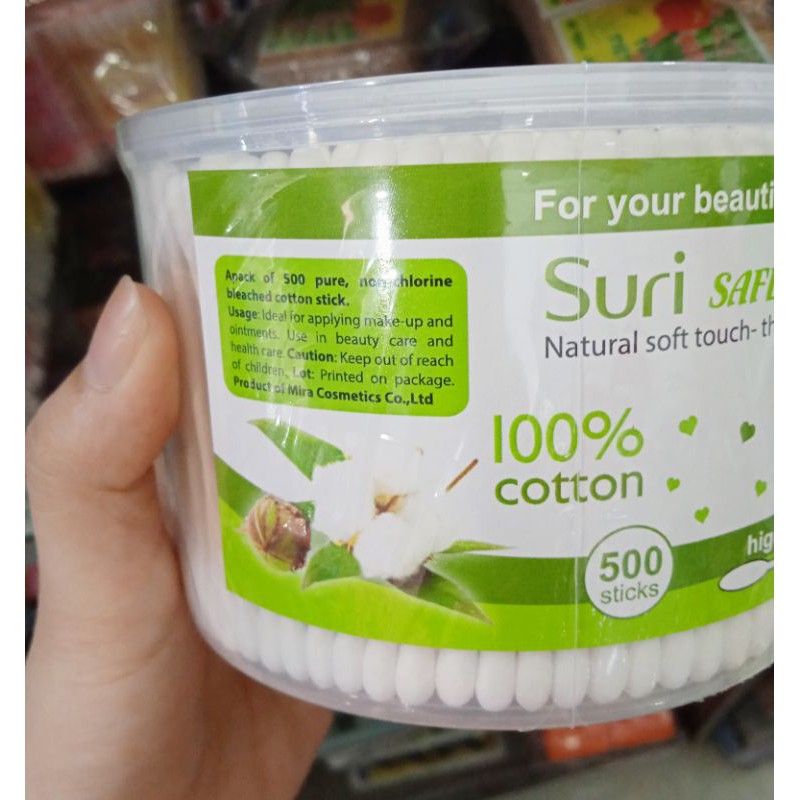 For your beauti
Apack of 500 pure, non-chlorine
bleached cotton stick.
Usage: Ideal for applying make-up and
ointments. Use in beauty care and
health care. Caution: Keep out of reach
of children. Lot: Printed on package.
Product of Mira Cosmetics Co.,Ltd
Suri SAFE
Natural soft touch- th
100%
cotton
500
sticks
hig